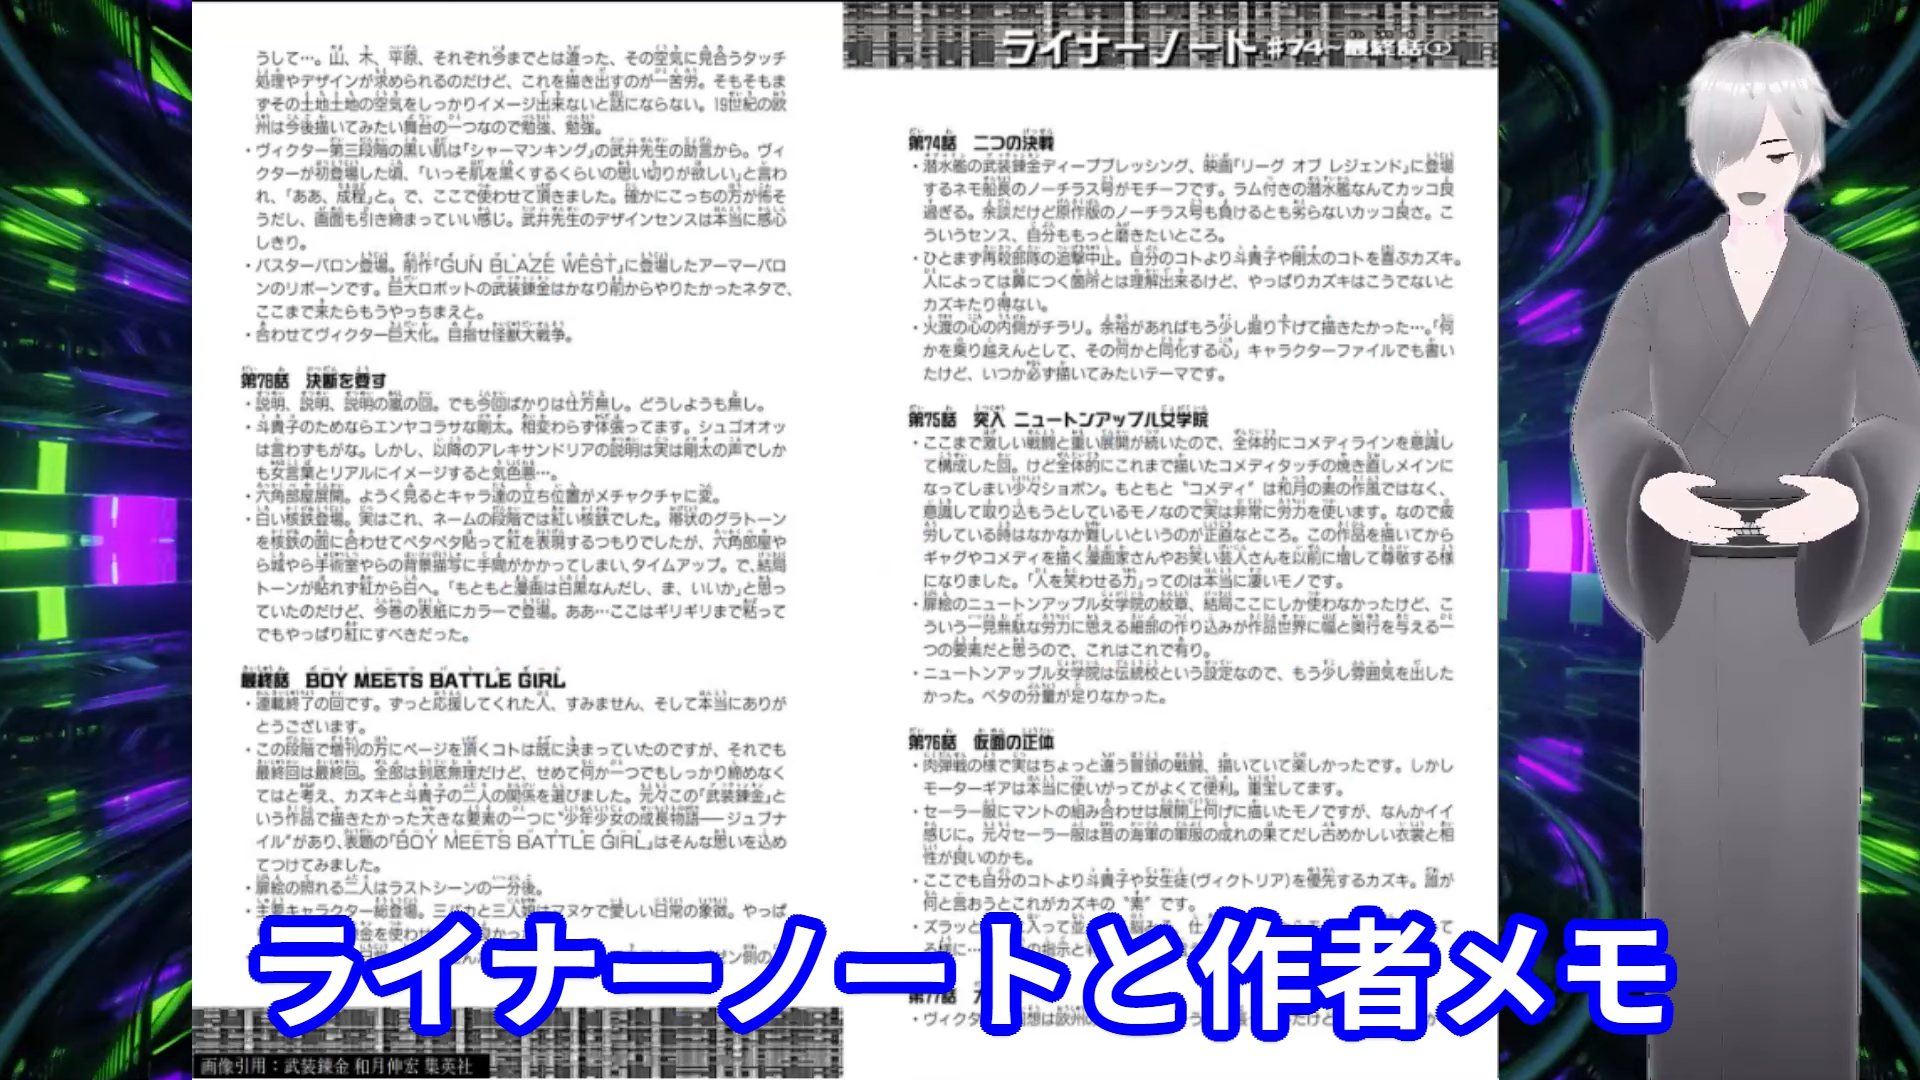 ライナーノート #74~最終話①
第74話 二つの決戦
・潜水艦の武装錬金ディープブレッシング、映画「リーグ オブ レジェンド」に登場
するネモ船長のノーチラス号がモチーフです。ラム付きの潜水艦なんてカッコ良
過ぎる。余談だけど原作版のノーチラス号も負けるとも劣らないカッコ良さ。こ
ういうセンス、自分ももっと磨きたいところ。
・ひとまず再殺部隊の追撃中止。自分のコトより斗貴子や剛太のコトを喜ぶカズキ。
人によっては鼻につく箇所とは理解出来るけど、やっぱりカズキはこうでないと
カズキたり得ない。
・火渡の心の内側がチラリ。余裕があればもう少し掘り下げて描きたかった…。「何
かを乗り越えんとして、その何かと同化する心」キャラクターファイルでも書い
たけど、いつか必ず描いてみたいテーマです。
第75話 突入 ニュートンアップル女学院
・ここまで激しい戦闘と重い展開が続いたので、全体的にコメディラインを意識し
て構成した回。けど全体的にこれまで描いたコメディタッチの焼き直しメインに
なってしまい少々ショボン。もともと〝コメディ〟は和月の素の作風ではなく、
意識して取り込もうとしているモノなので実は非常に労力を使います。なので疲
労している時はなかなか難しいというのが正直なところ。この作品を描いてから
ギャグやコメディを描く漫画家さんやお笑い芸人さんを以前に増して尊敬する様
になりました。「人を笑わせる力」ってのは本当に凄いモノです。
・扉絵のニュートンアップル女学院の紋章、結局ここにしか使わなかったけど、こ
ういう一見無駄な労力に思える細部の作り込みが作品世界に幅と奥行を与える一
つの要素だと思うので、これはこれで有り。
・ニュートンアップル女学院は伝統校という設定なので、もう少し雰囲気を出した
かった。ベタの分量が足りなかった。
第76話 仮面の正体
・肉弾戦の様で実はちょっと違う冒頭の戦闘、描いていて楽しかったです。しかし
モーターギアは本当に使いがってがよくて便利。重宝してます。
・セーラー服にマントの組み合わせは展開上何げに描いたモノですが、なんかイイ
感じに。元々セーラー服は昔の海軍の軍服の成れの果てだし古めかしい衣裳と相
性が良いのかも。
・ここでも自分のコトより斗貴子や女生徒(ヴィクトリア)を優先するカズキ。誰が
何と言おうとこれがカズキの〝素〟です。
・ズラッと
第77話
・ヴィクター
うして…。山、木、平原、それぞれ今までとは違った、その空気に見合うタッチ
処理やデザインが求められるのだけど、これを描き出すのが一苦労。そもそもま
ずその土地土地の空気をしっかりイメージ出来ないと話にならない。19世紀の欧
州は今後描いてみたい舞台の一つなので勉強、勉強。
・ヴィクター第三段階の黒い肌は「シャーマンキング」の武井先生の助言から。ヴィ
クターが初登場した頃、「いっそ肌を黒くするくらいの思い切りが欲しい」と言わ
れ、「ああ、成程」と。で、ここで使わせて頂きました。確かにこっちの方が怖そ
うだし、画面も引き締まっていい感じ。武井先生のデザインセンスは本当に感心
しきり。
・バスターバロン登場。前作「GUN BLAZE WEST」に登場したアーマーバロ
ンのリボーンです。巨大ロボットの武装錬金はかなり前からやりたかったネタで、
ここまで来たらもうやっちまえと。
・合わせてヴィクター巨大化。目指せ怪獣大戦争。
第78話 決断を要す
・説明、説明、説明の嵐の回。でも今回ばかりは仕方無し。どうしようも無し。
・斗貴子のためならエンヤコラさな剛太。相変わらず体張ってます。シュゴオオッ
は言わずもがな。しかし、以降のアレキサンドリアの説明は実は剛太の声でしか
も女言葉とリアルにイメージすると気色悪…。
・六角部屋展開。ようく見るとキャラ達の立ち位置がメチャクチャに変。
・白い核鉄登場。実はこれ、ネームの段階では紅い核鉄でした。帯状のグラトーン
を核鉄の面に合わせてペタペタ貼って紅を表現するつもりでしたが、六角部屋や
ら城やら手術室やらの背景描写に手間がかかってしまい、タイムアップ。で、結局
トーンが貼れず紅から白へ。「もともと漫画は白黒なんだし、ま、いいか」と思っ
ていたのだけど、今巻の表紙にカラーで登場。ああ…ここはギリギリまで粘って
でもやっぱり紅にすべきだった。
最終話 BOY MEETS BATTLE GIRL
・連載終了の回です。ずっと応援してくれた人、すみません、そして本当にありが
とうございます。
・この段階で増刊の方にページを頂くコトは既に決まっていたのですが、それでも
最終回は最終回。全部は到底無理だけど、せめて何か一つでもしっかり締めなく
てはと考え、カズキと斗貴子の二人の関係を選びました。元々この「武装錬金」と
いう作品で描きたかった大きな要素の一つに〝少年少女の成長物語――ジュブナ
イル〟があり、表題の「BOY MEETS BATTLE GIRL」はそんな思いを込め
てつけてみました。
・扉絵の照れる二人はラストシーンの一分後。
・主要キャラクター総登場。三バカと三人娘はマヌケで愛しい日常の象徴。やっぱ
ライナーノートと作者メモ
画像引用:武装錬金 和月伸宏 集英社